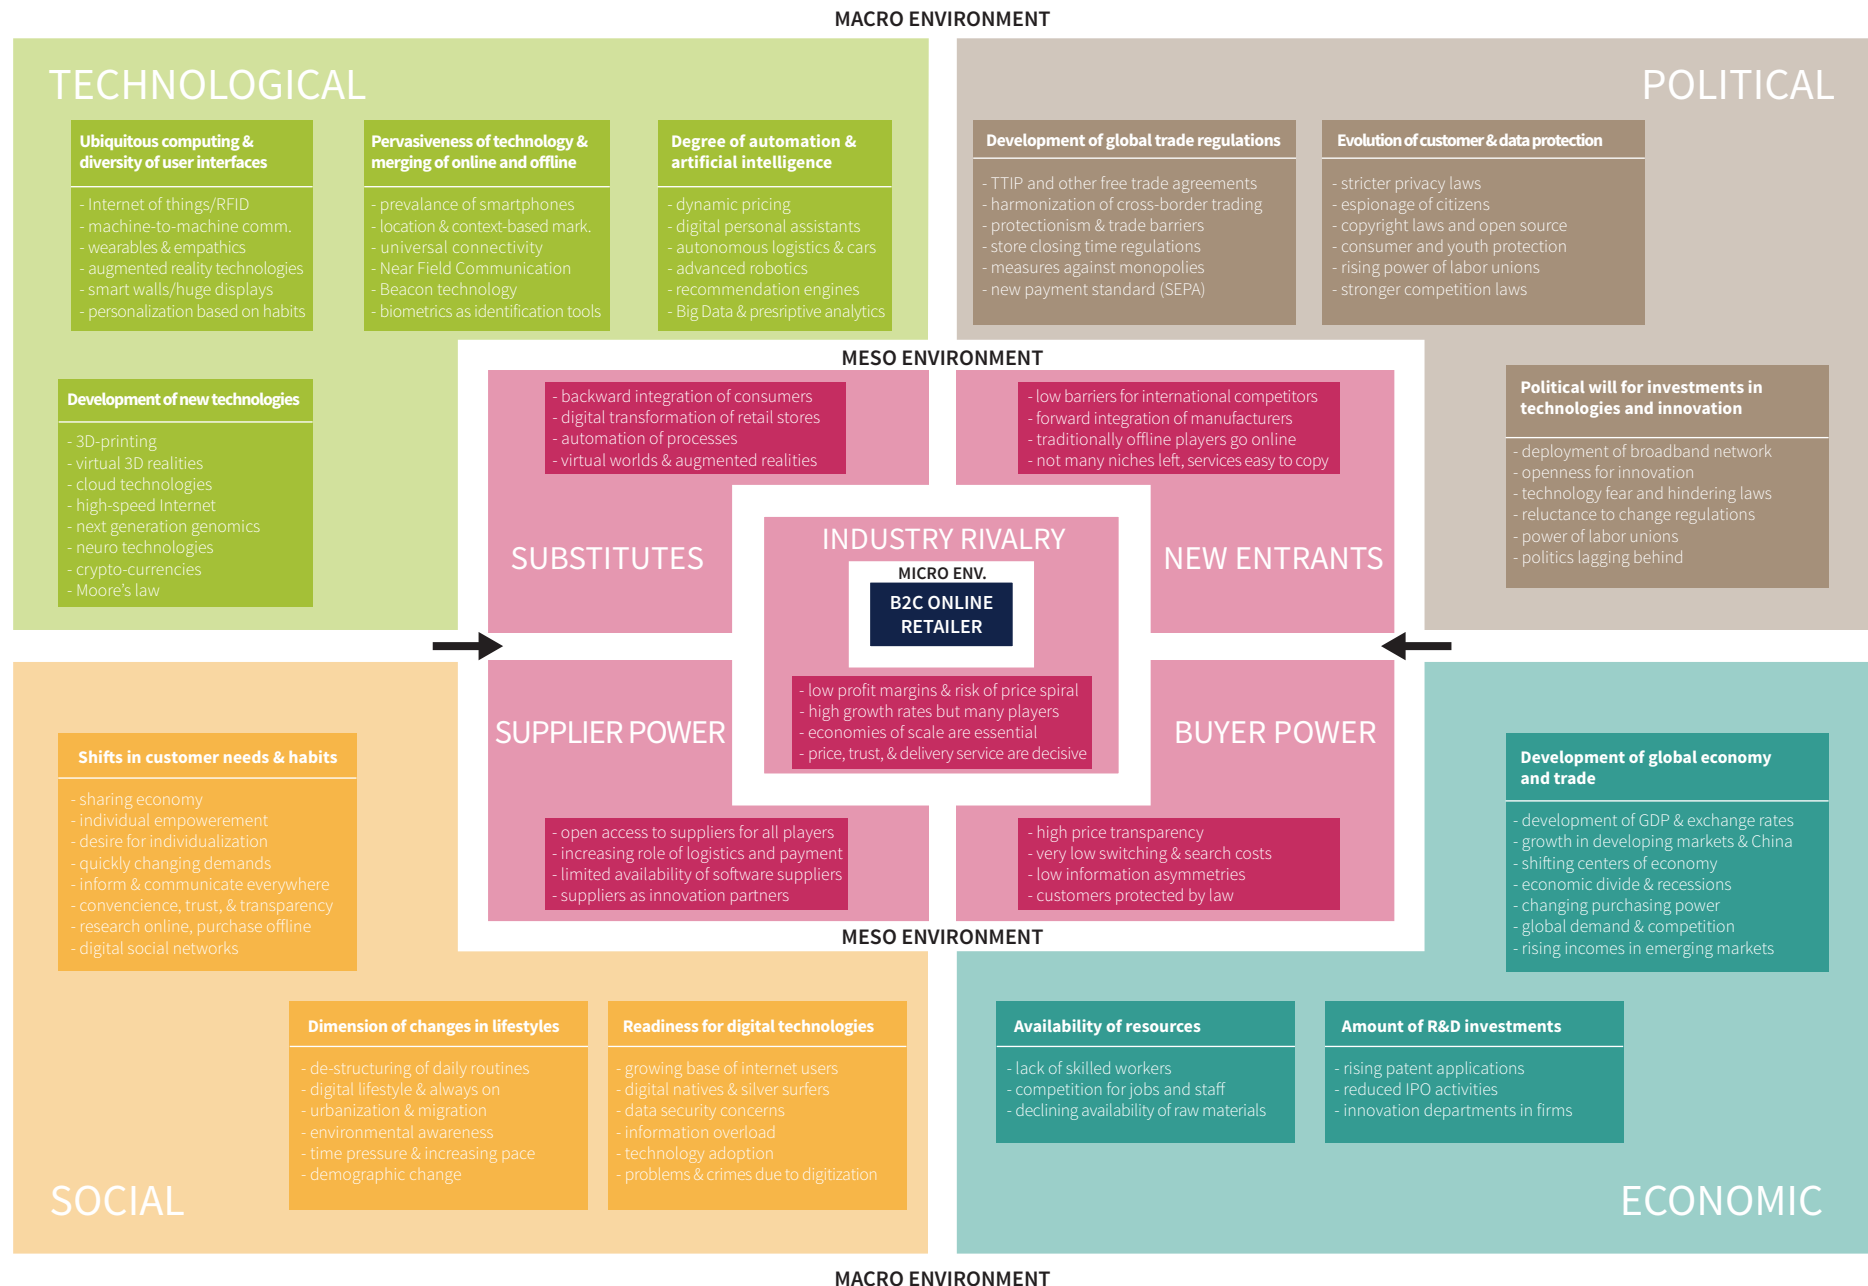 MACRO ENVIRONMENT
TECHNOLOGICAL
Ubiquitous computing &
diversity of user interfaces
- Internet of things/RFID
- machine-to-machine comm.
- wearables & empathics
- augmented reality technologies
- smart walls/huge displays
- personalization based on habits
Pervasiveness of technology &
merging of online and offline
- prevalance of smartphones
- location & context-based mark.
- universal connectivity
- Near Field Communication
- Beacon technology
- biometrics as identification tools
Degree of automation &
artificial intelligence
- dynamic pricing
- digital personal assistants
- autonomous logistics & cars
- advanced robotics
- recommendation engines
- Big Data & presriptive analytics
Development of new technologies
- 3D-printing
- virtual 3D realities
- cloud technologies
- high-speed Internet
- next generation genomics
- neuro technologies
- crypto-currencies
- Moore's law
POLITICAL
Development of global trade regulations
- TTIP and other free trade agreements
- harmonization of cross-border trading
- protectionism & trade barriers
- store closing time regulations
- measures against monopolies
- new payment standard (SEPA)
Evolution of customer & data protection
- stricter privacy laws
- espionage of citizens
- copyright laws and open source
- consumer and youth protection
- rising power of labor unions
- stronger competition laws
Political will for investments in
technologies and innovation
- deployment of broadband network
- openness for innovation
- technology fear and hindering laws
- reluctance to change regulations
- power of labor unions
- politics lagging behind
MESO ENVIRONMENT
- backward integration of consumers
- digital transformation of retail stores
- automation of processes
- virtual worlds & augmented realities
SUBSTITUTES
- low barriers for international competitors
- forward integration of manufacturers
- traditionally offline players go online
- not many niches left, services easy to copy
NEW ENTRANTS
INDUSTRY RIVALRY
MICRO ENV.
B2C ONLINE
RETAILER
- low profit margins & risk of price spiral
- high growth rates but many players
- economies of scale are essential
- price, trust, & delivery service are decisive
SUPPLIER POWER
- open access to suppliers for all players
- increasing role of logistics and payment
- limited availability of software suppliers
- suppliers as innovation partners
BUYER POWER
- high price transparency
- very low switching & search costs
- low information asymmetries
- customers protected by law
MESO ENVIRONMENT
Shifts in customer needs & habits
- sharing economy
- individual empowerement
- desire for individualization
- quickly changing demands
- inform & communicate everywhere
- convencience, trust, & transparency
- research online, purchase offline
- digital social networks
Dimension of changes in lifestyles
- de-structuring of daily routines
- digital lifestyle & always on
- urbanization & migration
- environmental awareness
- time pressure & increasing pace
- demographic change
Readiness for digital technologies
- growing base of internet users
- digital natives & silver surfers
- data security concerns
- information overload
- technology adoption
- problems & crimes due to digitization
SOCIAL
Development of global economy
and trade
- development of GDP & exchange rates
- growth in developing markets & China
- shifting centers of economy
- economic divide & recessions
- changing purchasing power
- global demand & competition
- rising incomes in emerging markets
Availability of resources
- lack of skilled workers
- competition for jobs and staff
- declining availability of raw materials
Amount of R&D investments
- rising patent applications
- reduced IPO activities
- innovation departments in firms
ECONOMIC
MACRO ENVIRONMENT